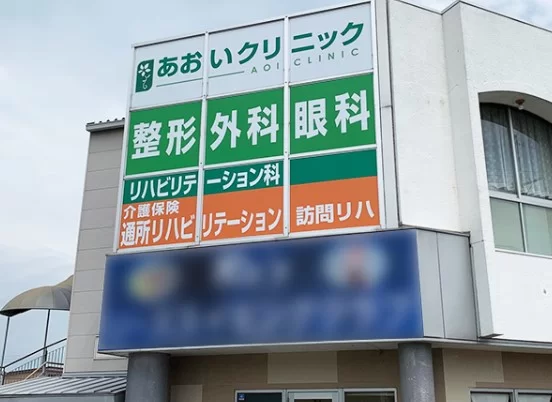 あおいクリニック
AOI CLINIC
整形外科 眼科
リハビリテーション科
介護保険
通所リハビリテーション 訪問リハ